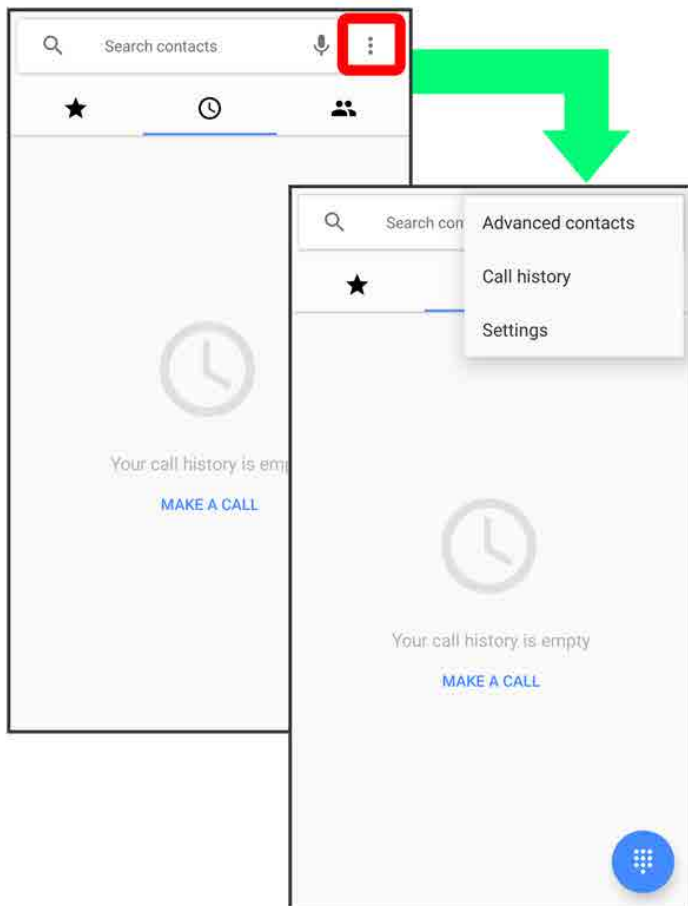 Search contacts
Your call history is emp
MAKE A CALL
Search con
Advanced contacts
Call history
Settings
Your call history is empty
MAKE A CALL